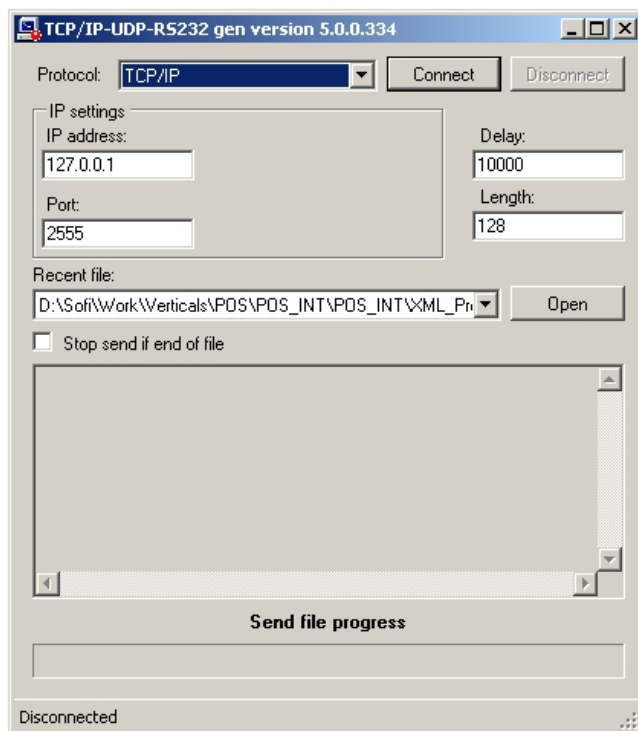 TCP/IP-UDP-RS232 gen version 5.0.0.334
Protocol: TCP/IP Connect Disconnect
IP settings
IP address:
127.0.0.1
Port:
2555
Delay:
10000
Length:
128
Recent file:
D:\Sofi\Work\Verticals\POS\POS_INT\POS_INT\XML_Pr Open
Stop send if end of file
Send file progress
Disconnected